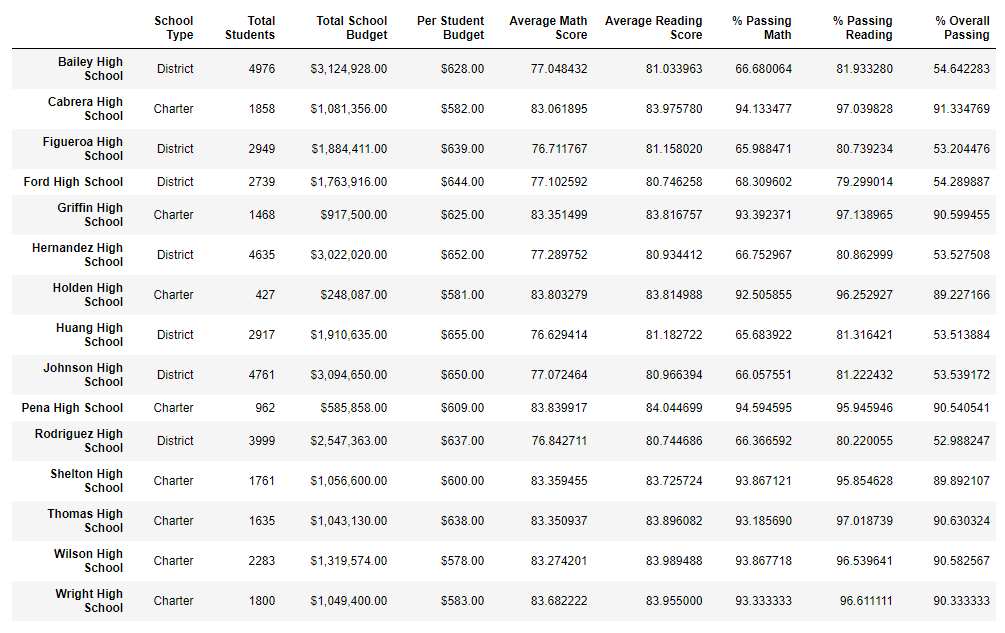 School Type Total Students Total School Budget Per Student Budget Average Math Score Average Reading Score % Passing Math % Passing Reading % Overall Passing
Bailey High School District 4976 $3,124,928.00 $628.00 77.048432 81.033963 66.680064 81.933280 54.642283
Cabrera High School Charter 1858 $1,081,356.00 $582.00 83.061895 83.975780 94.133477 97.039828 91.334769
Figueroa High School District 2949 $1,884,411.00 $639.00 76.711767 81.158020 65.988471 80.739234 53.204476
Ford High School District 2739 $1,763,916.00 $644.00 77.102592 80.746258 68.309602 79.299014 54.289887
Griffin High School Charter 1468 $917,500.00 $625.00 83.351499 83.816757 93.392371 97.138965 90.599455
Hernandez High School District 4635 $3,022,020.00 $652.00 77.289752 80.934412 66.752967 80.862999 53.527508
Holden High School Charter 427 $248,087.00 $581.00 83.803279 83.814988 92.505855 96.252927 89.227166
Huang High School District 2917 $1,910,635.00 $655.00 76.629414 81.182722 65.683922 81.316421 53.513884
Johnson High School District 4761 $3,094,650.00 $650.00 77.072464 80.966394 66.057551 81.222432 53.539172
Pena High School Charter 962 $585,858.00 $609.00 83.839917 84.044699 94.594595 95.945946 90.540541
Rodriguez High School District 3999 $2,547,363.00 $637.00 76.842711 80.744686 66.366592 80.220055 52.988247
Shelton High School Charter 1761 $1,056,600.00 $600.00 83.359455 83.725724 93.867121 95.854628 89.892107
Thomas High School Charter 1635 $1,043,130.00 $638.00 83.350937 83.896082 93.185690 97.018739 90.630324
Wilson High School Charter 2283 $1,319,574.00 $578.00 83.274201 83.989488 93.867718 96.539641 90.582567
Wright High School Charter 1800 $1,049,400.00 $583.00 83.682222 83.955000 93.333333 96.611111 90.333333